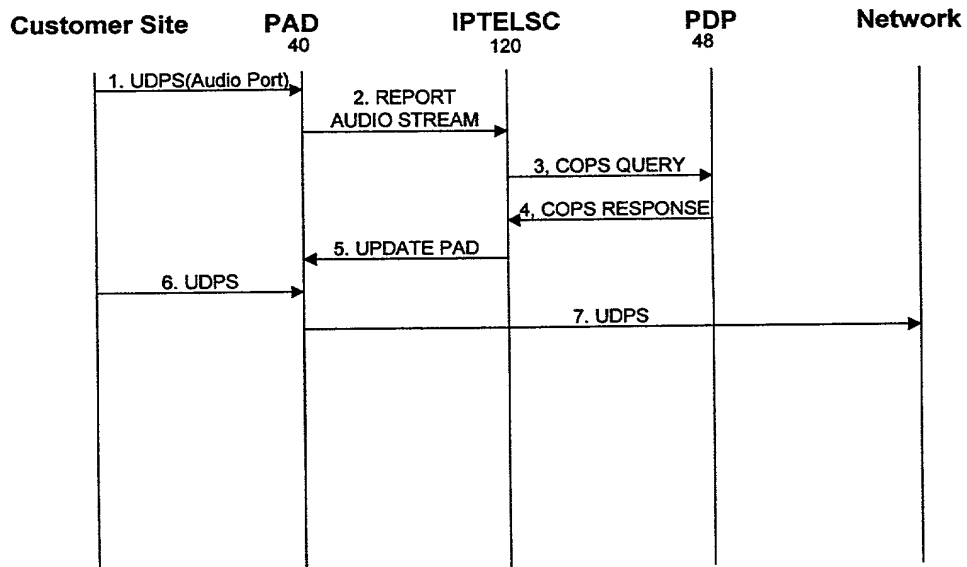 Customer Site PAD IPTELSC PDP Network
40 120 48
1. UDPS(Audio Port)
2. REPORT
AUDIO STREAM
3, COPS QUERY
4, COPS RESPONSE
5. UPDATE PAD
6. UDPS
7. UDPS